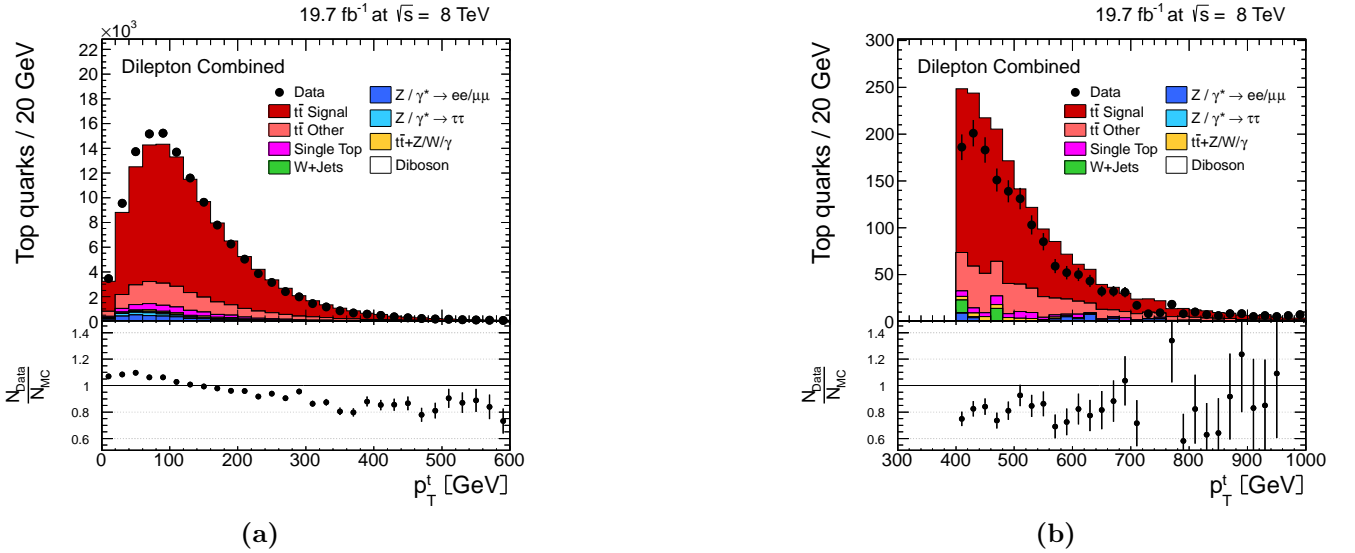 19.7 fb⁻¹ at √s = 8 TeV
×10³
Top quarks / 20 GeV
22
20
18
16
14
12
10
8
6
4
2
0
Dilepton Combined
Data
tt̄ Signal
tt̄ Other
Single Top
W+Jets
Z / γ* → ee/μμ
Z / γ* → ττ
tt̄+Z/W/γ
Diboson
N_Data / N_MC
1.4
1.2
1
0.8
0.6
0 100 200 300 400 500 600
p_T^t [GeV]
(a)
19.7 fb⁻¹ at √s = 8 TeV
Top quarks / 20 GeV
300
250
200
150
100
50
0
Dilepton Combined
Data
tt̄ Signal
tt̄ Other
Single Top
W+Jets
Z / γ* → ee/μμ
Z / γ* → ττ
tt̄+Z/W/γ
Diboson
N_Data / N_MC
1.4
1.2
1
0.8
0.6
300 400 500 600 700 800 900 1000
p_T^t [GeV]
(b)